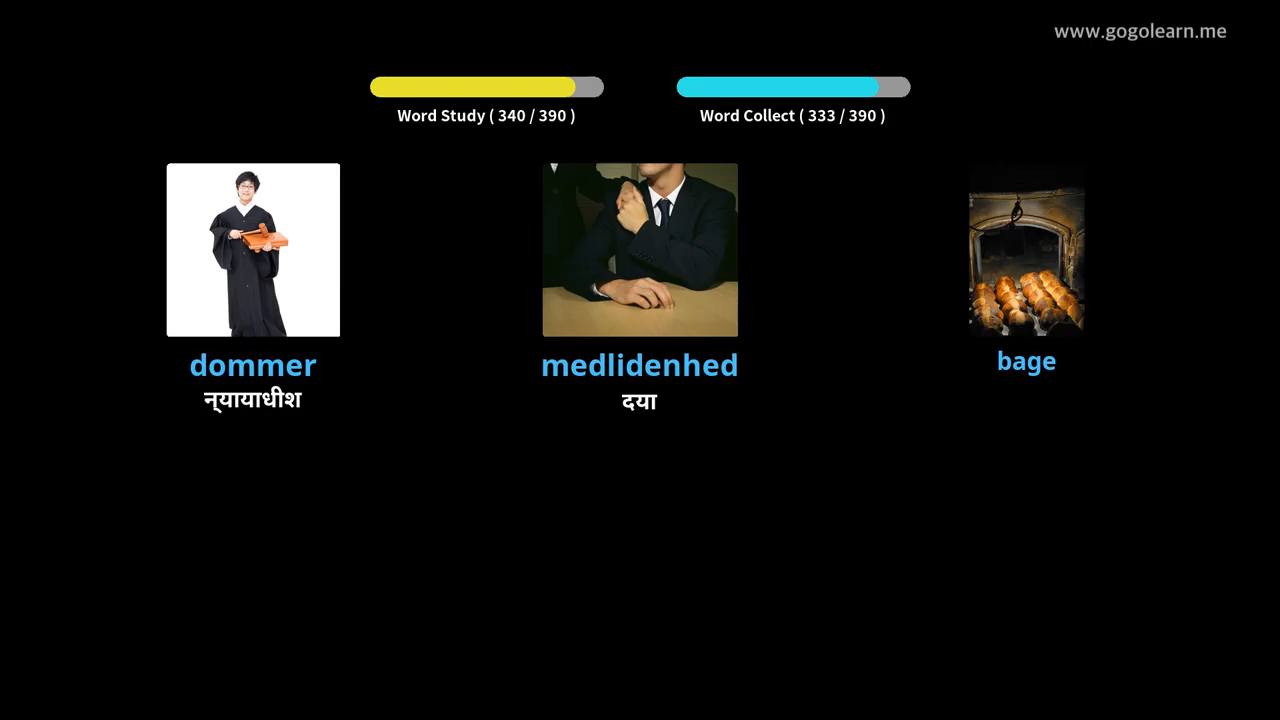 www.gogolearn.me
Word Study ( 340 / 390 )
Word Collect ( 333 / 390 )
dommer
medlidenhed
bage
न्यायाधीश
दया